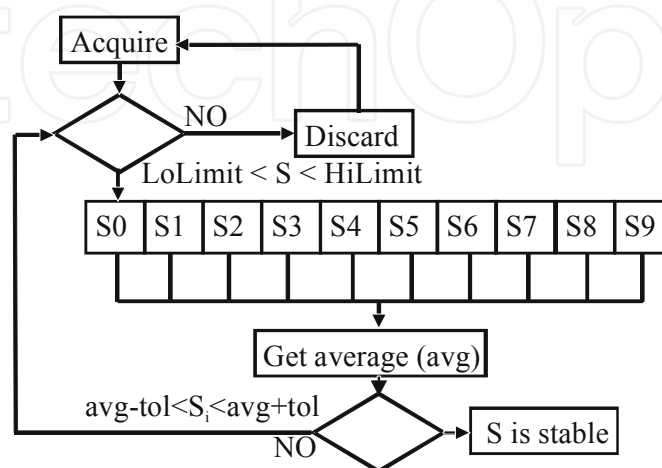 techOp
Acquire
NO
Discard
LoLimit < S < HiLimit
S0 S1 S2 S3 S4 S5 S6 S7 S8 S9
Get average (avg)
avg-tol<Si<avg+tol
NO
S is stable